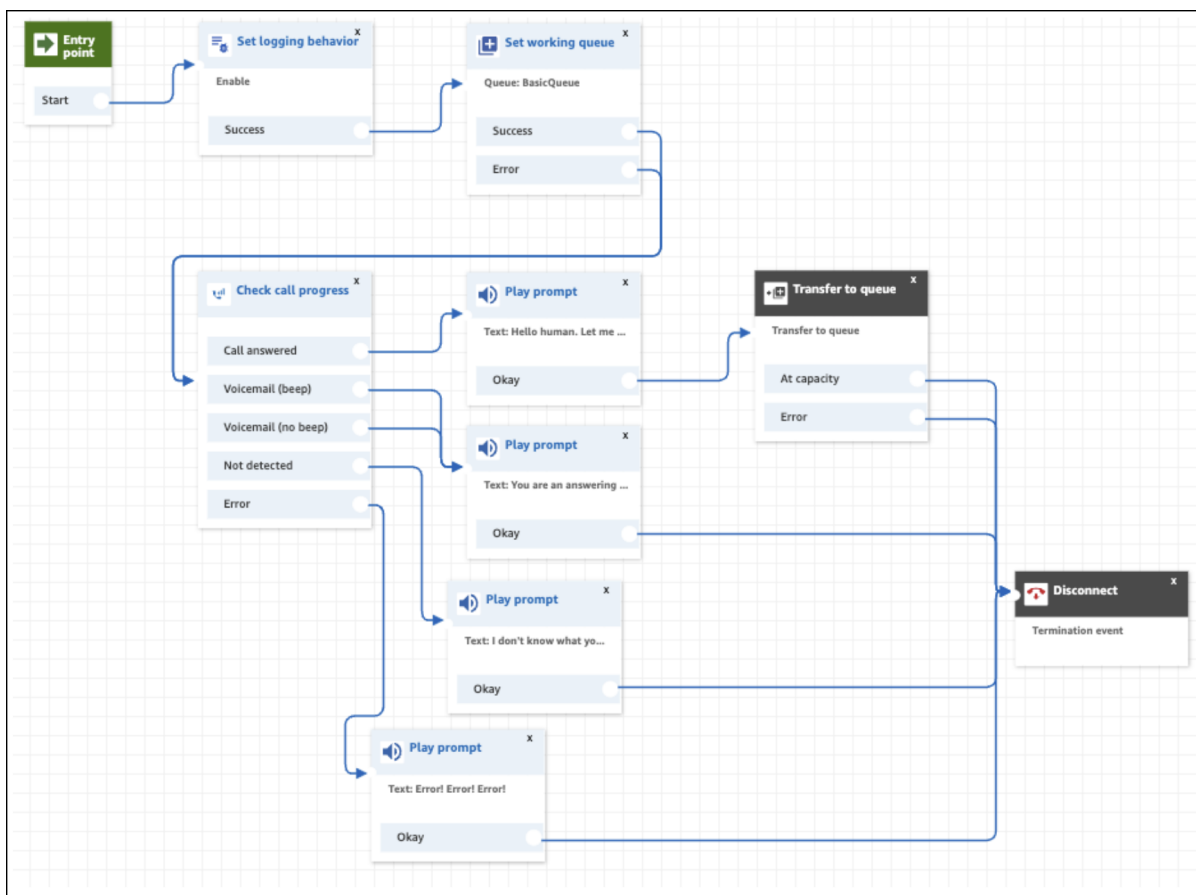 Entry
point
Start
x
Set logging behavior
Enable
Success
x
Set working queue
Queue: BasicQueue
Success
Error
x
Check call progress
Call answered
Voicemail (beep)
Voicemail (no beep)
Not detected
Error
x
Play prompt
Text: Hello human. Let me ...
Okay
x
Transfer to queue
Transfer to queue
At capacity
Error
x
Play prompt
Text: You are an answering ...
Okay
x
Play prompt
Text: I don't know what yo...
Okay
x
Disconnect
Termination event
x
Play prompt
Text: Error! Error! Error!
Okay